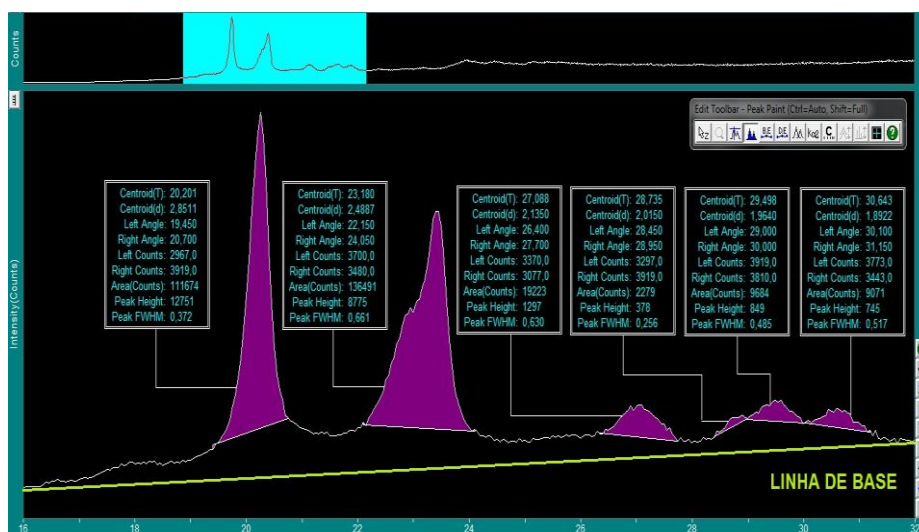 Counts
Edit Toolbar - Peak Paint (Ctrl=Auto, Shift=Full)
Intensity(Counts)
Centroid(T): 20,201
Centroid(d): 2,8511
Left Angle: 19,450
Right Angle: 20,700
Left Counts: 2967,0
Right Counts: 3919,0
Area(Counts): 111674
Peak Height: 12751
Peak FWHM: 0,372
Centroid(T): 23,180
Centroid(d): 2,4887
Left Angle: 22,150
Right Angle: 24,050
Left Counts: 3700,0
Right Counts: 3480,0
Area(Counts): 136491
Peak Height: 8775
Peak FWHM: 0,661
Centroid(T): 27,088
Centroid(d): 2,1350
Left Angle: 26,400
Right Angle: 27,700
Left Counts: 3370,0
Right Counts: 3077,0
Area(Counts): 19223
Peak Height: 1297
Peak FWHM: 0,630
Centroid(T): 28,735
Centroid(d): 2,0150
Left Angle: 28,450
Right Angle: 28,950
Left Counts: 3297,0
Right Counts: 3919,0
Area(Counts): 2279
Peak Height: 378
Peak FWHM: 0,256
Centroid(T): 29,498
Centroid(d): 1,9640
Left Angle: 29,000
Right Angle: 30,000
Left Counts: 3919,0
Right Counts: 3810,0
Area(Counts): 9684
Peak Height: 849
Peak FWHM: 0,485
Centroid(T): 30,643
Centroid(d): 1,8922
Left Angle: 30,100
Right Angle: 31,150
Left Counts: 3773,0
Right Counts: 3443,0
Area(Counts): 9071
Peak Height: 745
Peak FWHM: 0,517
LINHA DE BASE
16 18 20 22 24 26 28 30 32